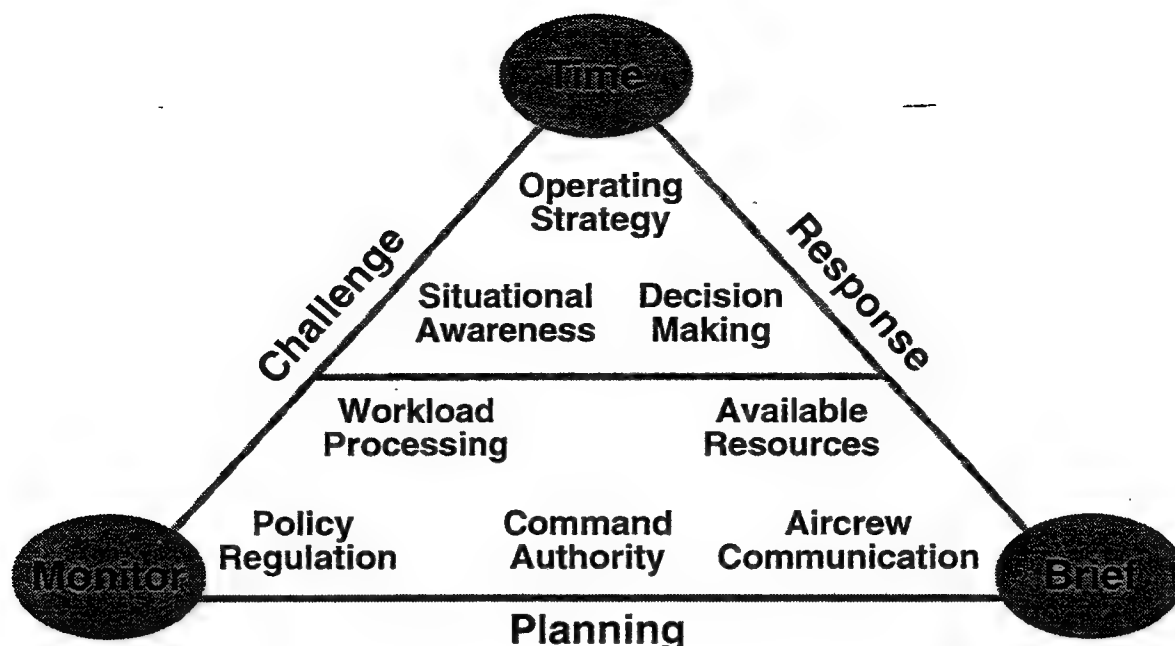 Time
Operating
Strategy
Challenge
Response
Situational
Awareness
Decision
Making
Workload
Processing
Available
Resources
Policy
Regulation
Command
Authority
Aircrew
Communication
Monitor
Brief
Planning